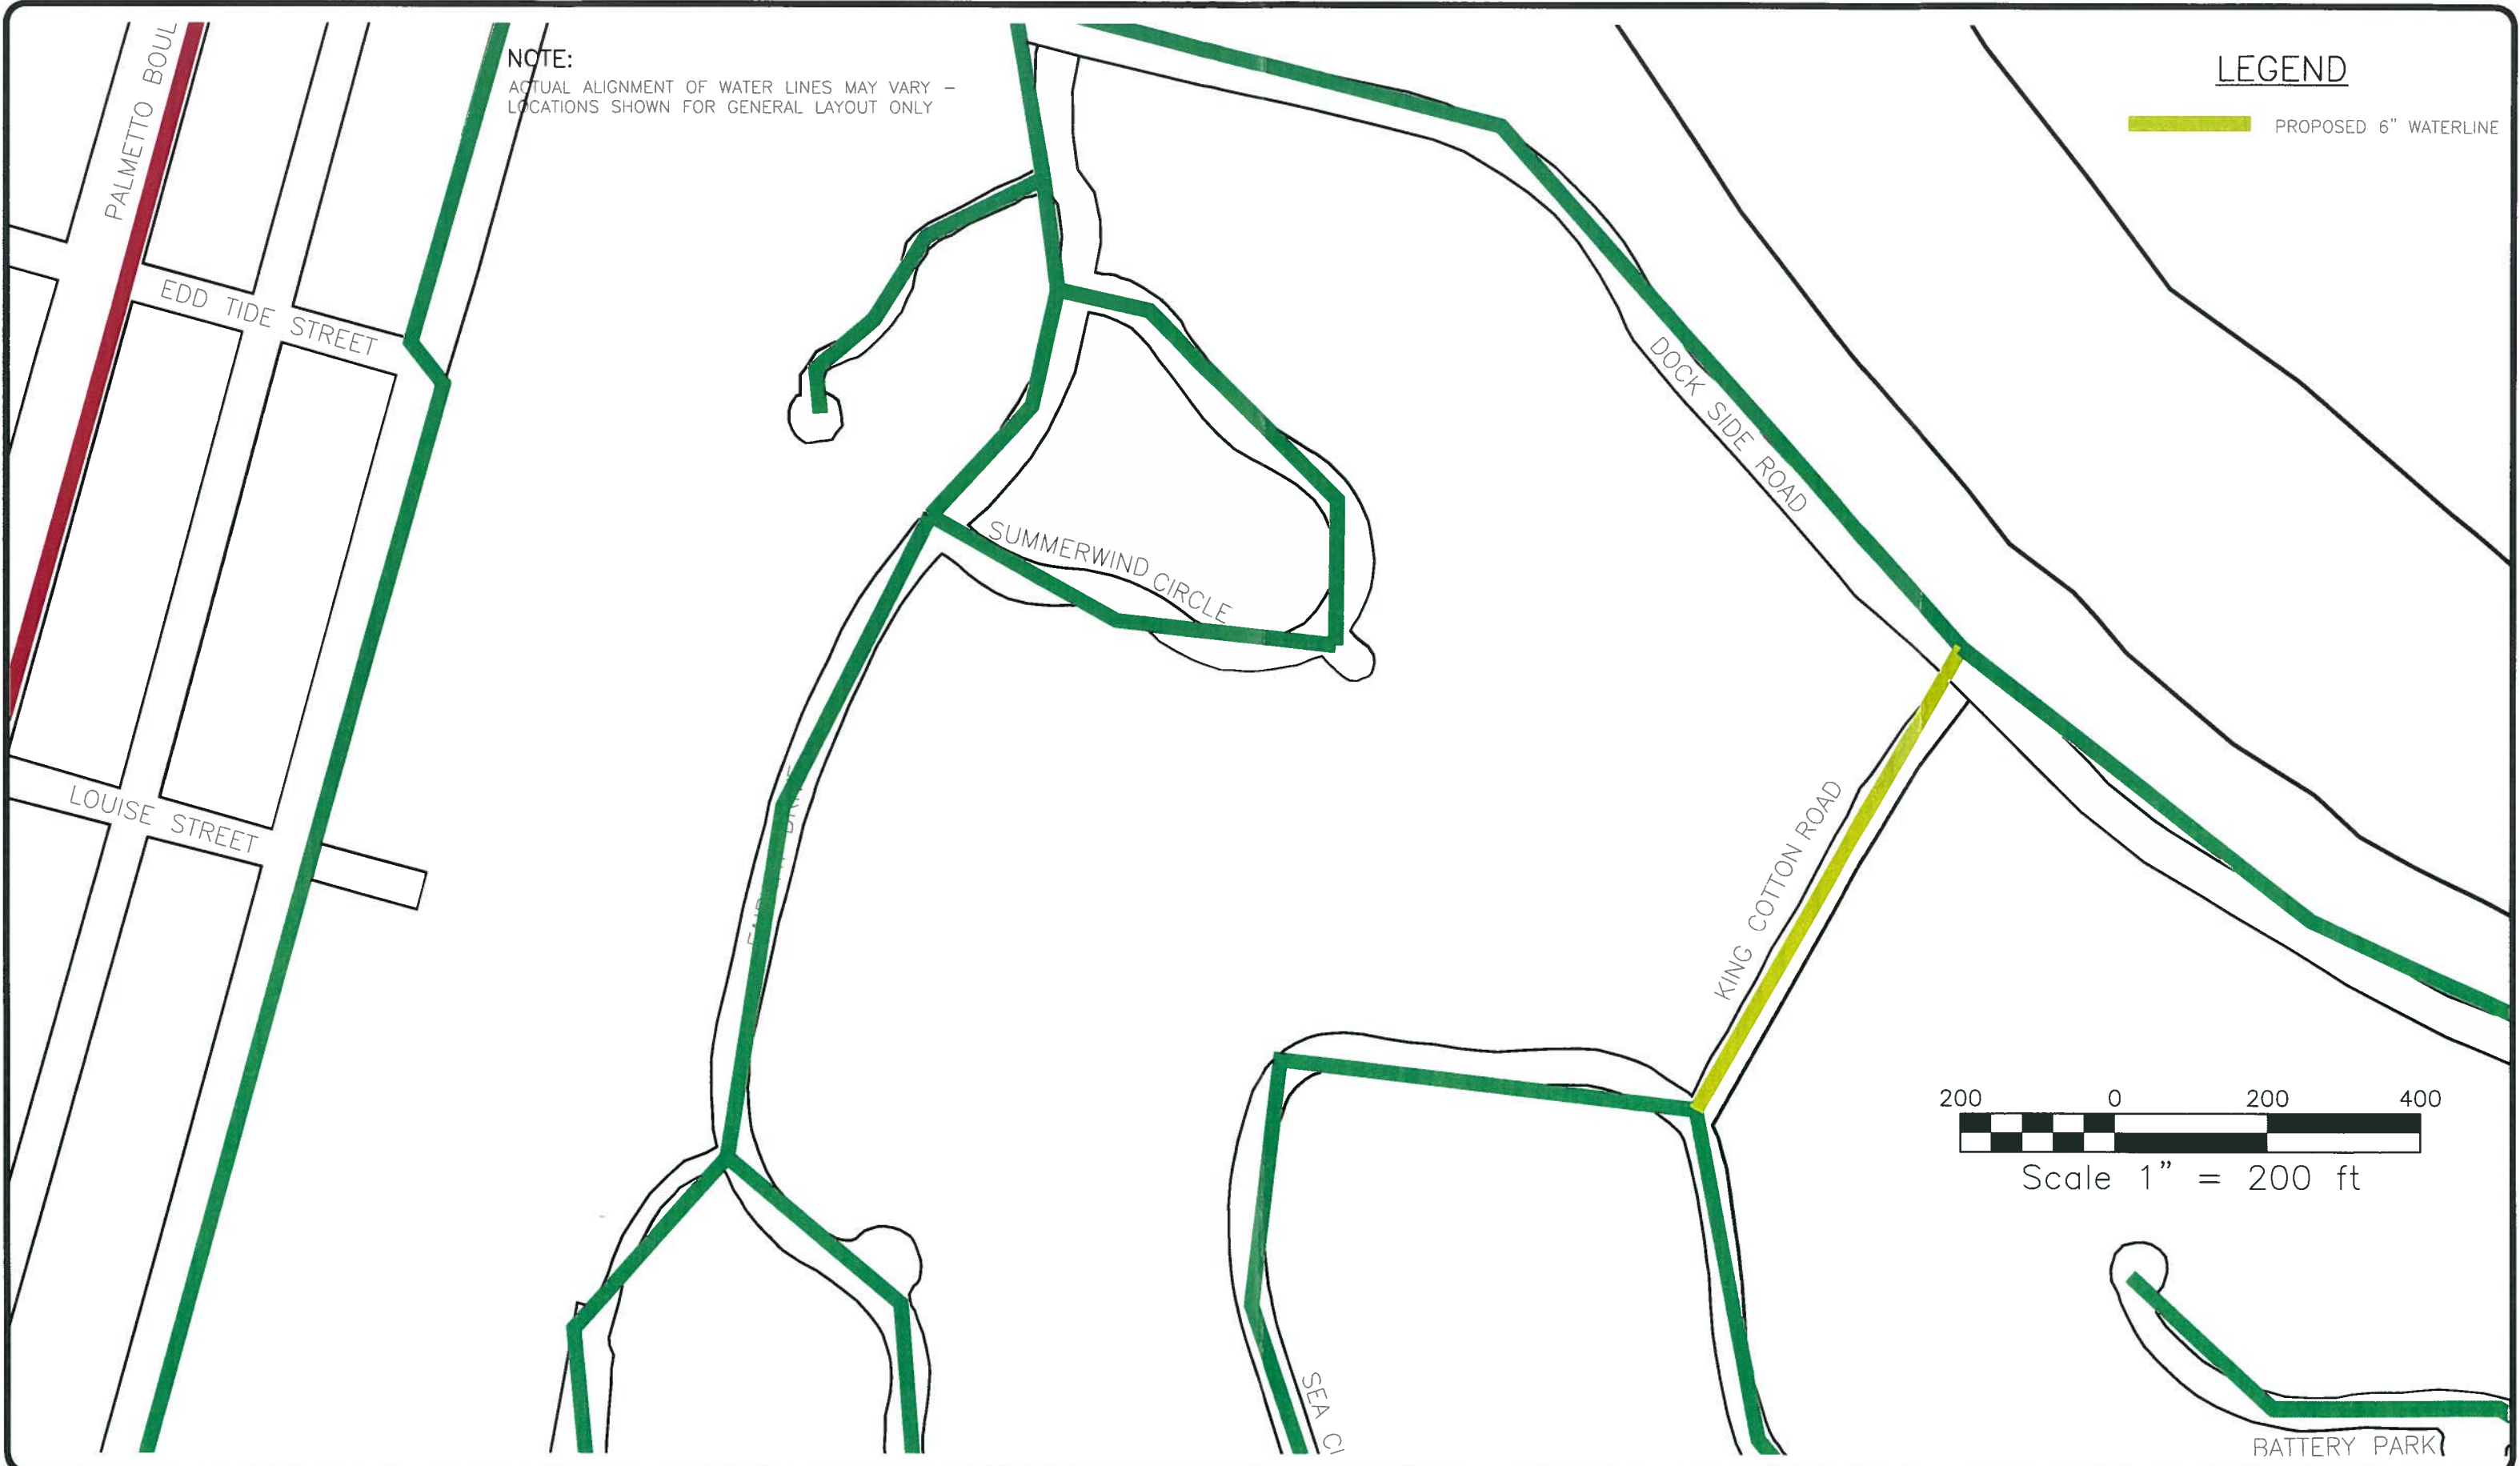 PALMETTO BOUL
NOTE:
ACTUAL ALIGNMENT OF WATER LINES MAY VARY –
LOCATIONS SHOWN FOR GENERAL LAYOUT ONLY
LEGEND
PROPOSED 6" WATERLINE
EDD TIDE STREET
DOCK SIDE ROAD
SUMMERWIND CIRCLE
LOUISE STREET
KING COTTON ROAD
200 0 200 400
Scale 1" = 200 ft
SEA CI
BATTERY PARK